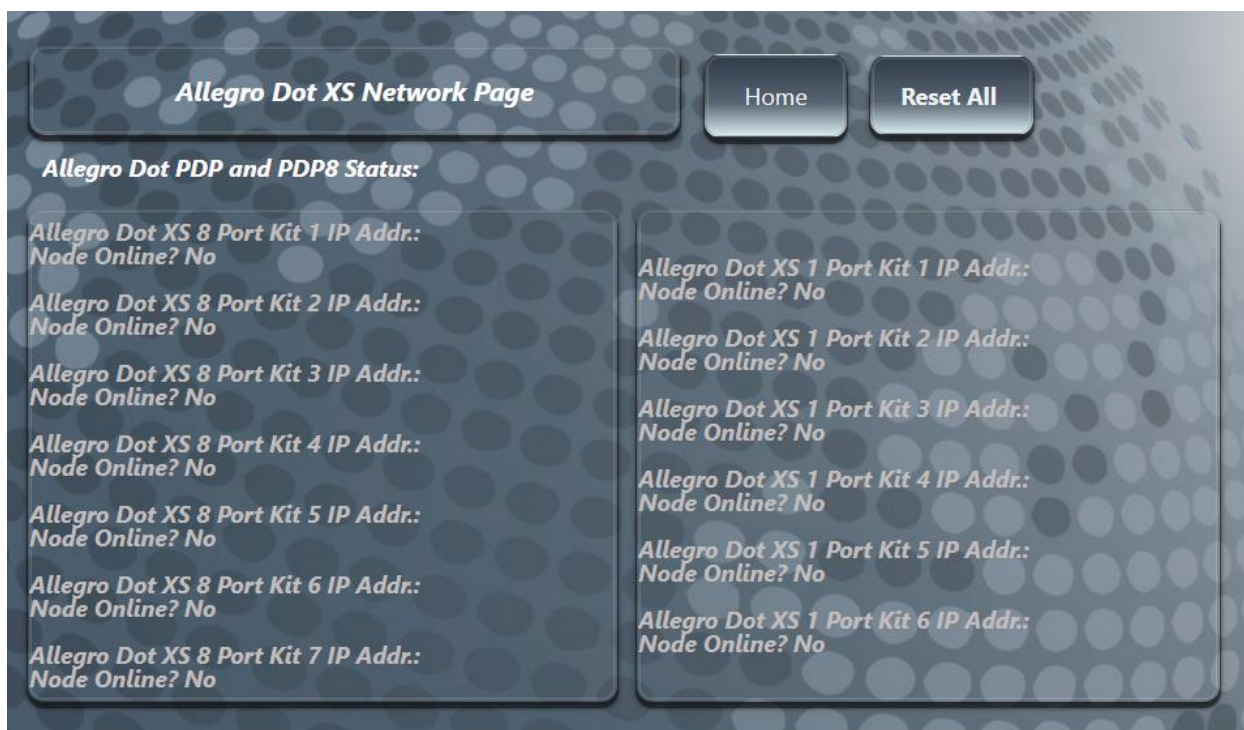 Allegro Dot XS Network Page
Home
Reset All
Allegro Dot PDP and PDP8 Status:
Allegro Dot XS 8 Port Kit 1 IP Addr.:
Node Online? No
Allegro Dot XS 8 Port Kit 2 IP Addr.:
Node Online? No
Allegro Dot XS 8 Port Kit 3 IP Addr.:
Node Online? No
Allegro Dot XS 8 Port Kit 4 IP Addr.:
Node Online? No
Allegro Dot XS 8 Port Kit 5 IP Addr.:
Node Online? No
Allegro Dot XS 8 Port Kit 6 IP Addr.:
Node Online? No
Allegro Dot XS 8 Port Kit 7 IP Addr.:
Node Online? No
Allegro Dot XS 1 Port Kit 1 IP Addr.:
Node Online? No
Allegro Dot XS 1 Port Kit 2 IP Addr.:
Node Online? No
Allegro Dot XS 1 Port Kit 3 IP Addr.:
Node Online? No
Allegro Dot XS 1 Port Kit 4 IP Addr.:
Node Online? No
Allegro Dot XS 1 Port Kit 5 IP Addr.:
Node Online? No
Allegro Dot XS 1 Port Kit 6 IP Addr.:
Node Online? No